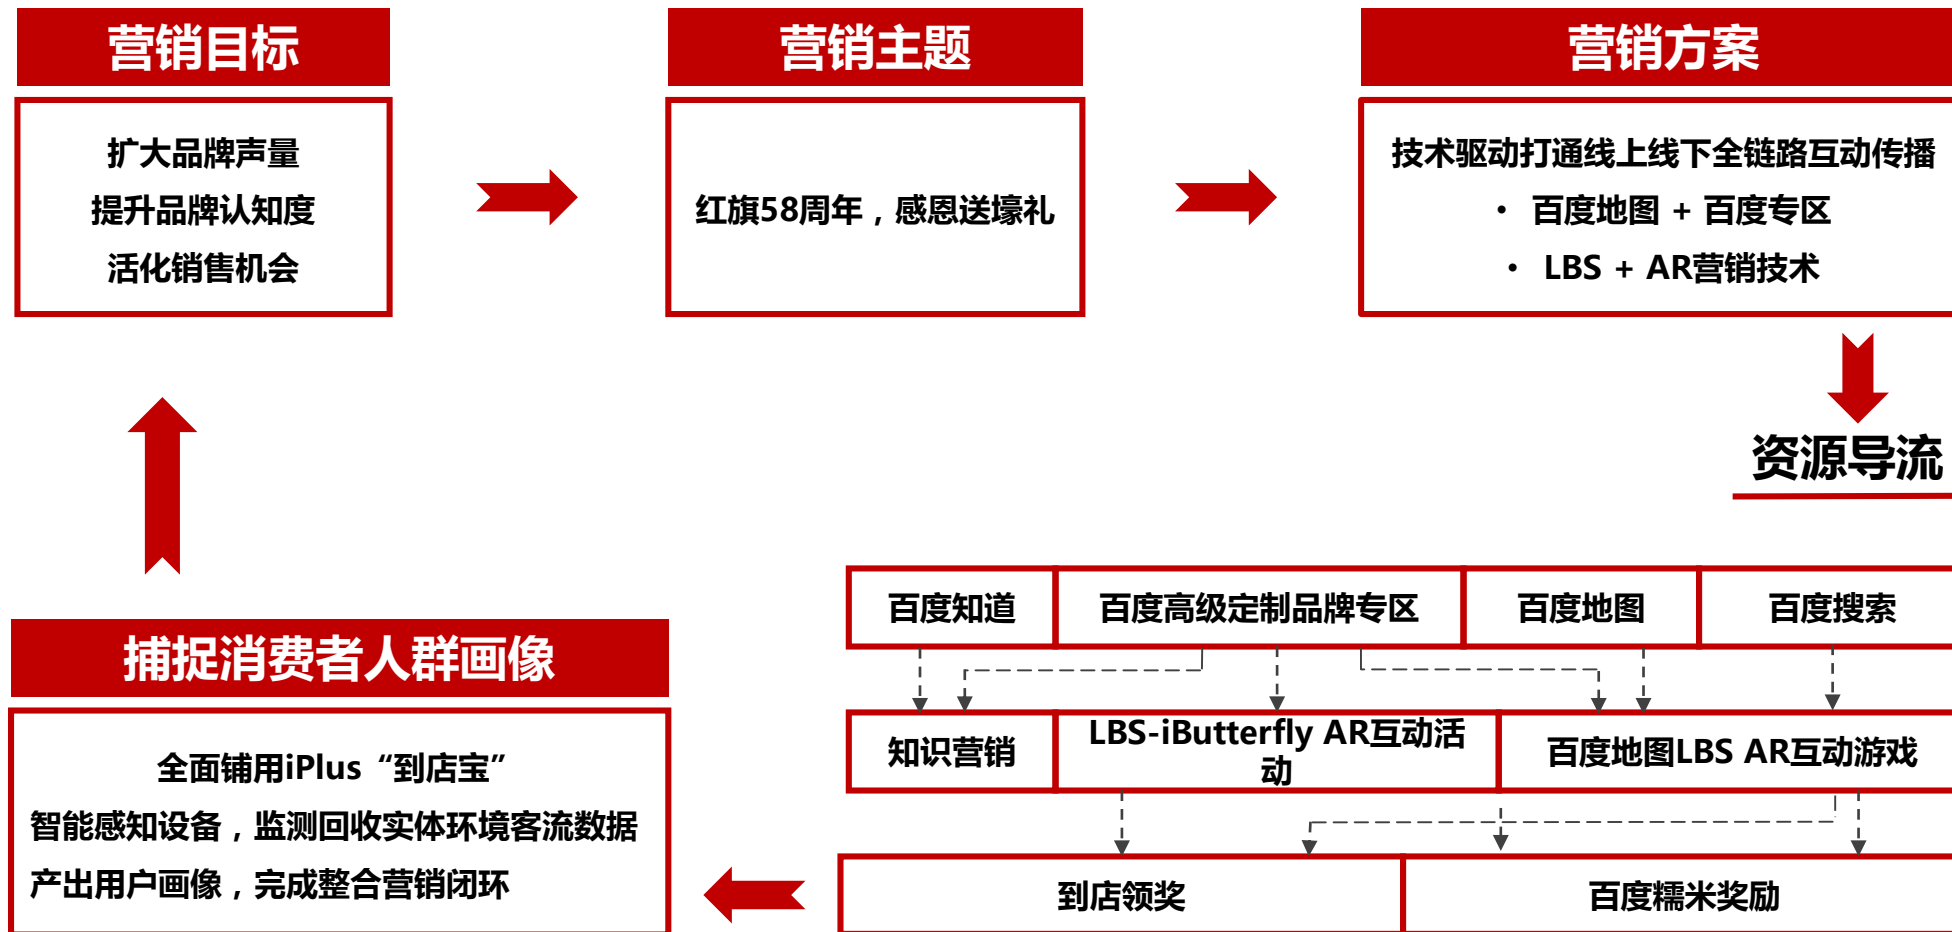 营销目标
扩大品牌声量
提升品牌认知度
活化销售机会
营销主题
红旗58周年，感恩送壕礼
营销方案
技术驱动打通线上线下全链路互动传播
• 百度地图 + 百度专区
• LBS + AR营销技术
资源导流
百度知道
百度高级定制品牌专区
百度地图
百度搜索
知识营销
LBS-iButterfly AR互动活
动
百度地图LBS AR互动游戏
到店领奖
百度糯米奖励
捕捉消费者人群画像
全面铺用iPlus“到店宝”
智能感知设备，监测回收实体环境客流数据
产出用户画像，完成整合营销闭环